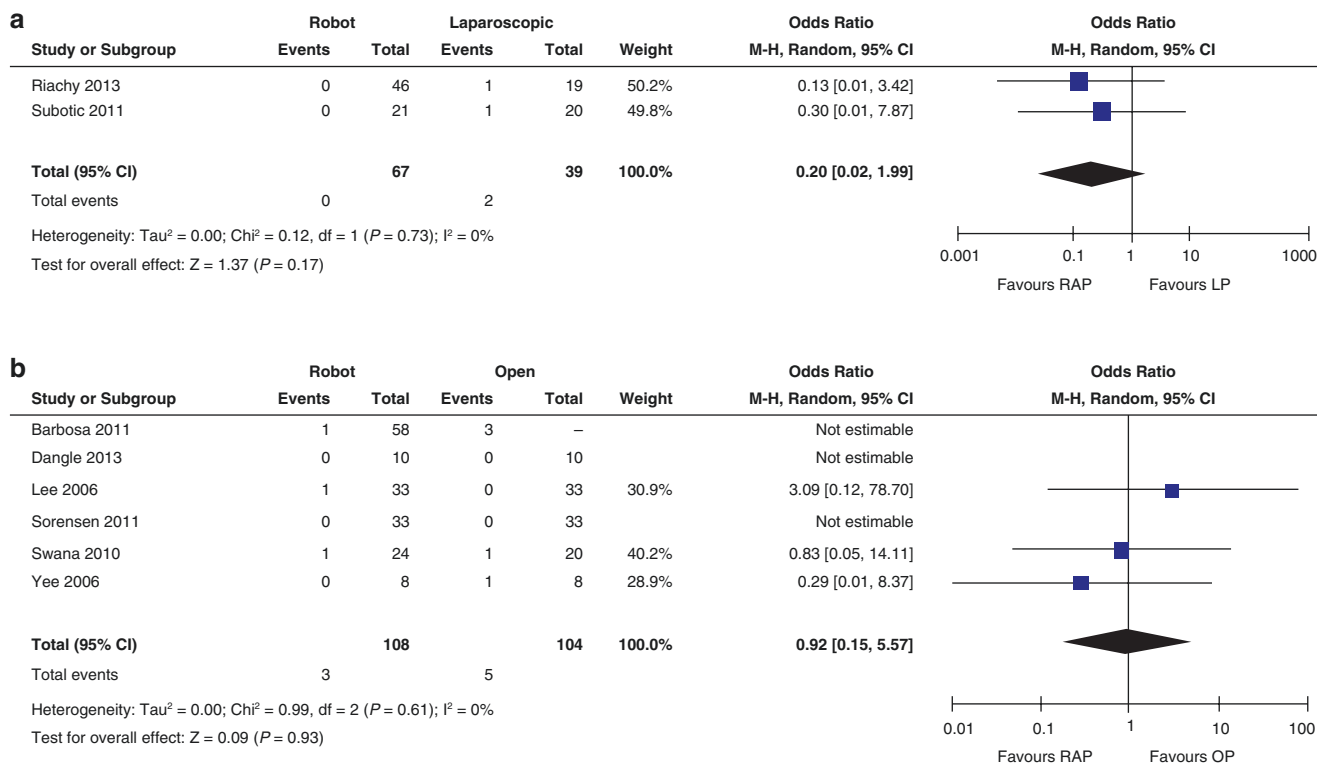 a
Robot Laparoscopic Odds Ratio Odds Ratio
Study or Subgroup Events Total Events Total Weight M-H, Random, 95% CI M-H, Random, 95% CI
Riachy 2013 0 46 1 19 50.2% 0.13 [0.01, 3.42]
Subotic 2011 0 21 1 20 49.8% 0.30 [0.01, 7.87]
Total (95% CI) 67 39 100.0% 0.20 [0.02, 1.99]
Total events 0 2
Heterogeneity: Tau² = 0.00; Chi² = 0.12, df = 1 (P = 0.73); I² = 0%
Test for overall effect: Z = 1.37 (P = 0.17)
0.001 0.1 1 10 1000
Favours RAP Favours LP
b
Robot Open Odds Ratio Odds Ratio
Study or Subgroup Events Total Events Total Weight M-H, Random, 95% CI M-H, Random, 95% CI
Barbosa 2011 1 58 3 – Not estimable
Dangle 2013 0 10 0 10 Not estimable
Lee 2006 1 33 0 33 30.9% 3.09 [0.12, 78.70]
Sorensen 2011 0 33 0 33 Not estimable
Swana 2010 1 24 1 20 40.2% 0.83 [0.05, 14.11]
Yee 2006 0 8 1 8 28.9% 0.29 [0.01, 8.37]
Total (95% CI) 108 104 100.0% 0.92 [0.15, 5.57]
Total events 3 5
Heterogeneity: Tau² = 0.00; Chi² = 0.99, df = 2 (P = 0.61); I² = 0%
Test for overall effect: Z = 0.09 (P = 0.93)
0.01 0.1 1 10 100
Favours RAP Favours OP